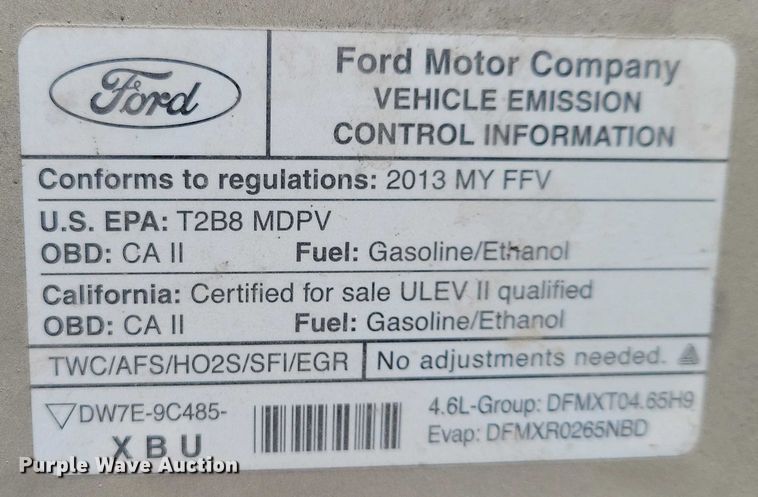 Ford
Ford Motor Company
VEHICLE EMISSION
CONTROL INFORMATION
Conforms to regulations: 2013 MY FFV
U.S. EPA: T2B8 MDPV
OBD: CA II Fuel: Gasoline/Ethanol
California: Certified for sale ULEV II qualified
OBD: CA II Fuel: Gasoline/Ethanol
TWC/AFS/HO2S/SFI/EGR No adjustments needed.
DW7E-9C485-
XBU
4.6L-Group: DFMXT04.65H9
Evap: DFMXR0265NBD
Purple Wave Auction